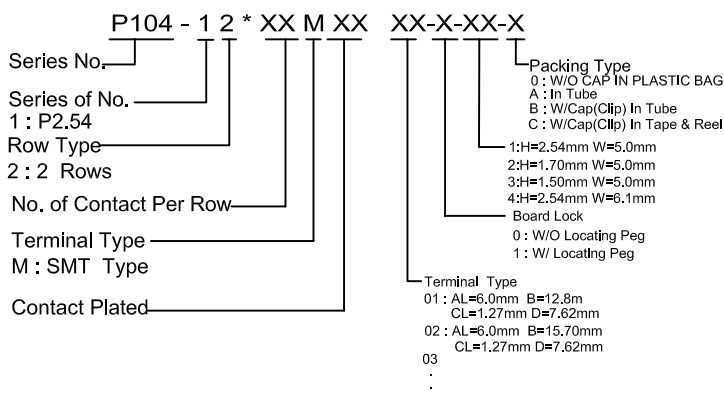 P104 - 1 2 * XX M XX XX-X-XX-X
Series No.
Series of No.
1 : P2.54
Row Type
2 : 2 Rows
No. of Contact Per Row
Terminal Type
M : SMT Type
Contact Plated
Packing Type
0 : W/O CAP IN PLASTIC BAG
A : In Tube
B : W/Cap(Clip) In Tube
C : W/Cap(Clip) In Tape & Reel
1:H=2.54mm W=5.0mm
2:H=1.70mm W=5.0mm
3:H=1.50mm W=5.0mm
4:H=2.54mm W=6.1mm
Board Lock
0 : W/O Locating Peg
1 : W/ Locating Peg
Terminal Type
01 : AL=6.0mm B=12.8m
CL=1.27mm D=7.62mm
02 : AL=6.0mm B=15.70mm
CL=1.27mm D=7.62mm
03
.
.